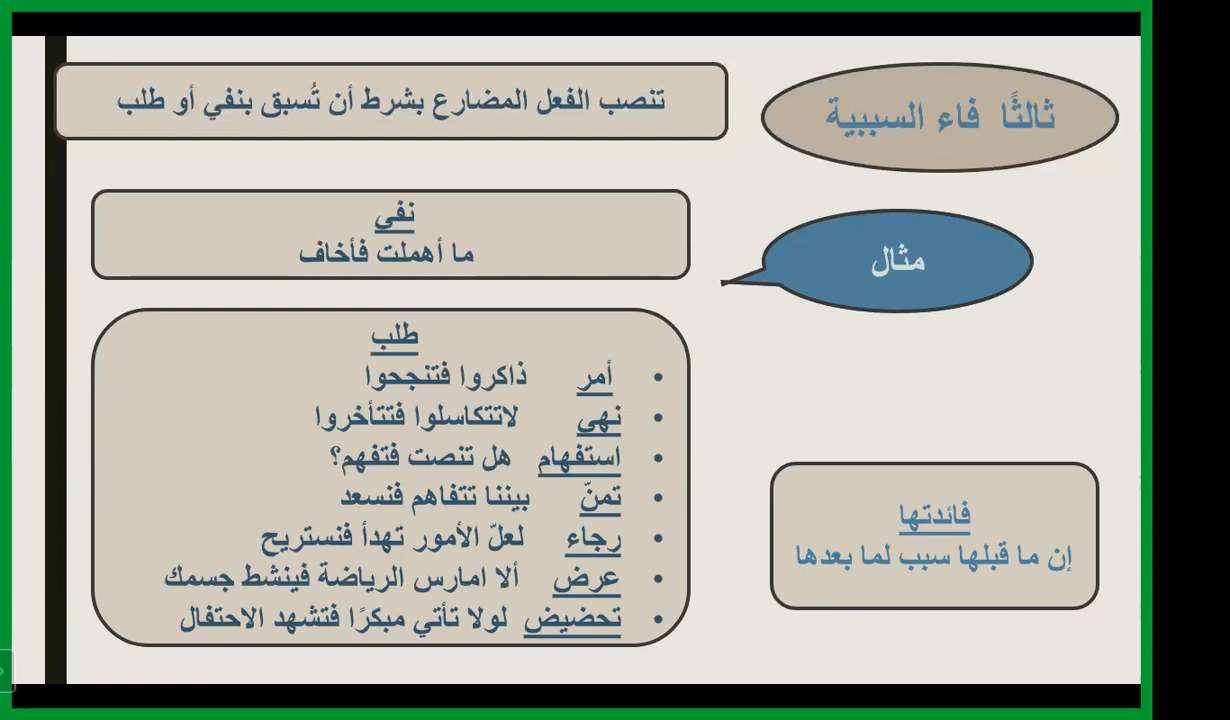 ثالثًا فاء السببية
تنصب الفعل المضارع بشرط أن تُسبق بنفي أو طلب
مثال
نفي
ما أهملت فأخاف
طلب
• أمر ذاكروا فتنجحوا
• نهي لاتتكاسلوا فتتأخروا
• استفهام هل تنصت فتفهم؟
• تمنّ بيننا تتفاهم فنسعد
• رجاء لعلّ الأمور تهدأ فنستريح
• عرض ألا امارس الرياضة فينشط جسمك
• تحضيض لولا تأتي مبكرًا فتشهد الاحتفال
فائدتها
إن ما قبلها سبب لما بعدها